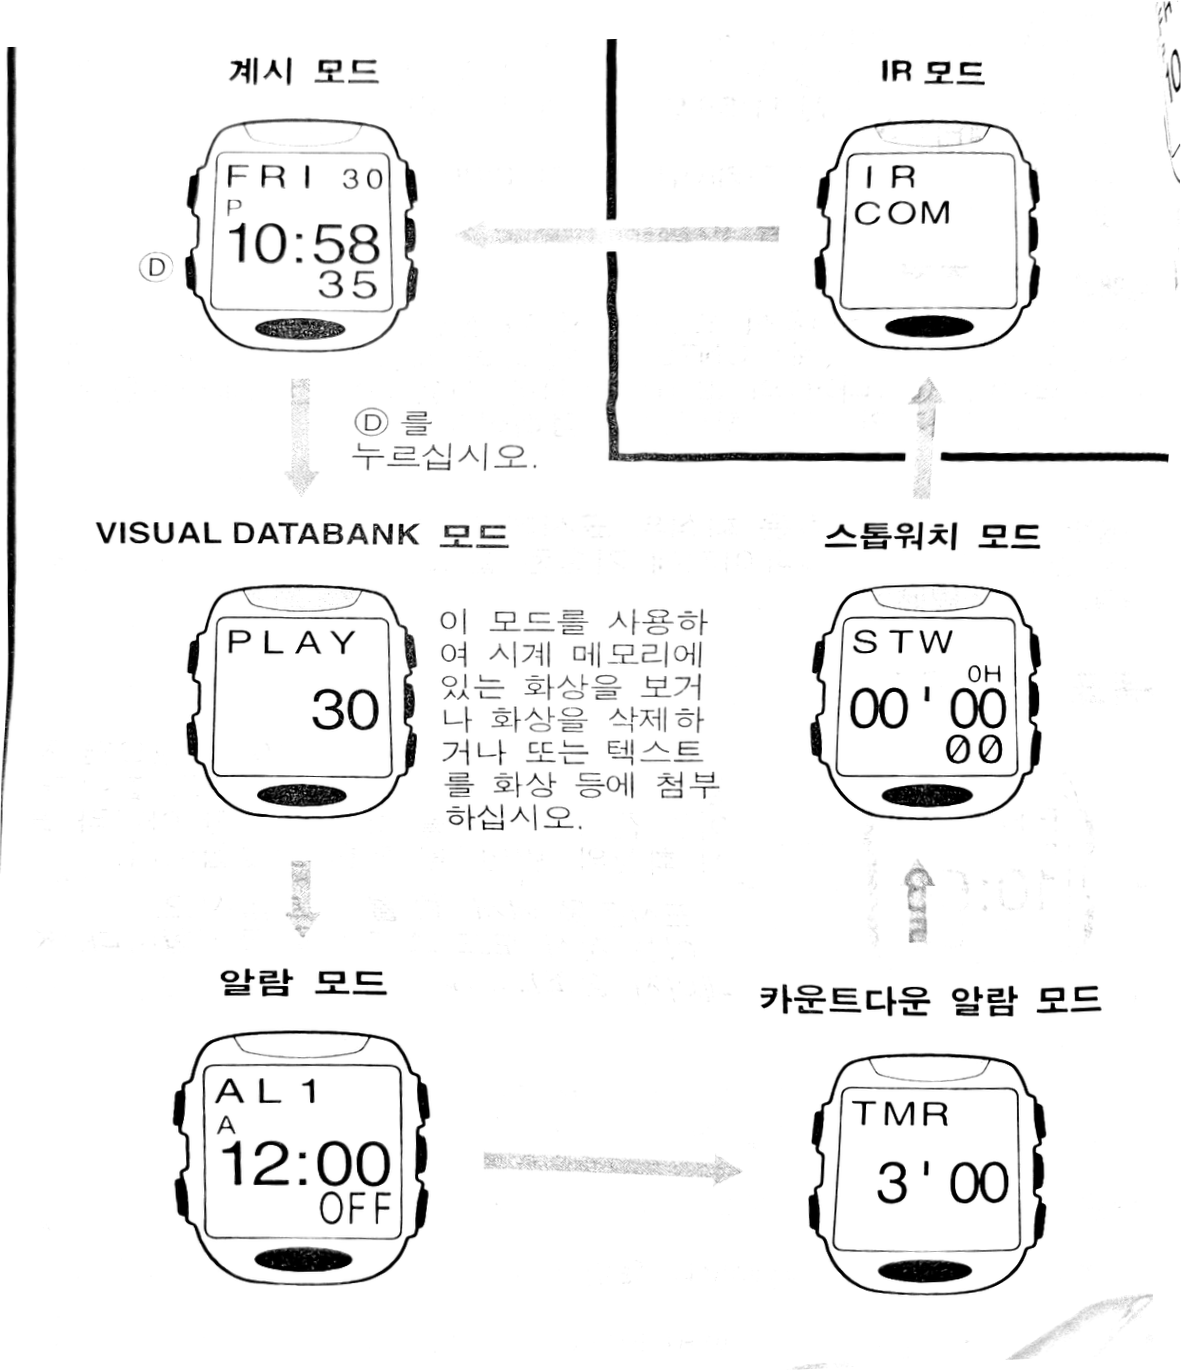 계시 모드
FRI 30
P
10:58
35
D
D 를
누르십시오.
VISUAL DATABANK 모드
PLAY
30
이 모드를 사용하
여 시계 메모리에
있는 화상을 보거
나 화상을 삭제하
거나 또는 텍스트
를 화상 등에 첨부
하십시오.
알람 모드
AL1
A
12:00
OFF
카운트다운 알람 모드
TMR
3'00
스톱워치 모드
STW
0H
00'00
00
IR 모드
IR
COM